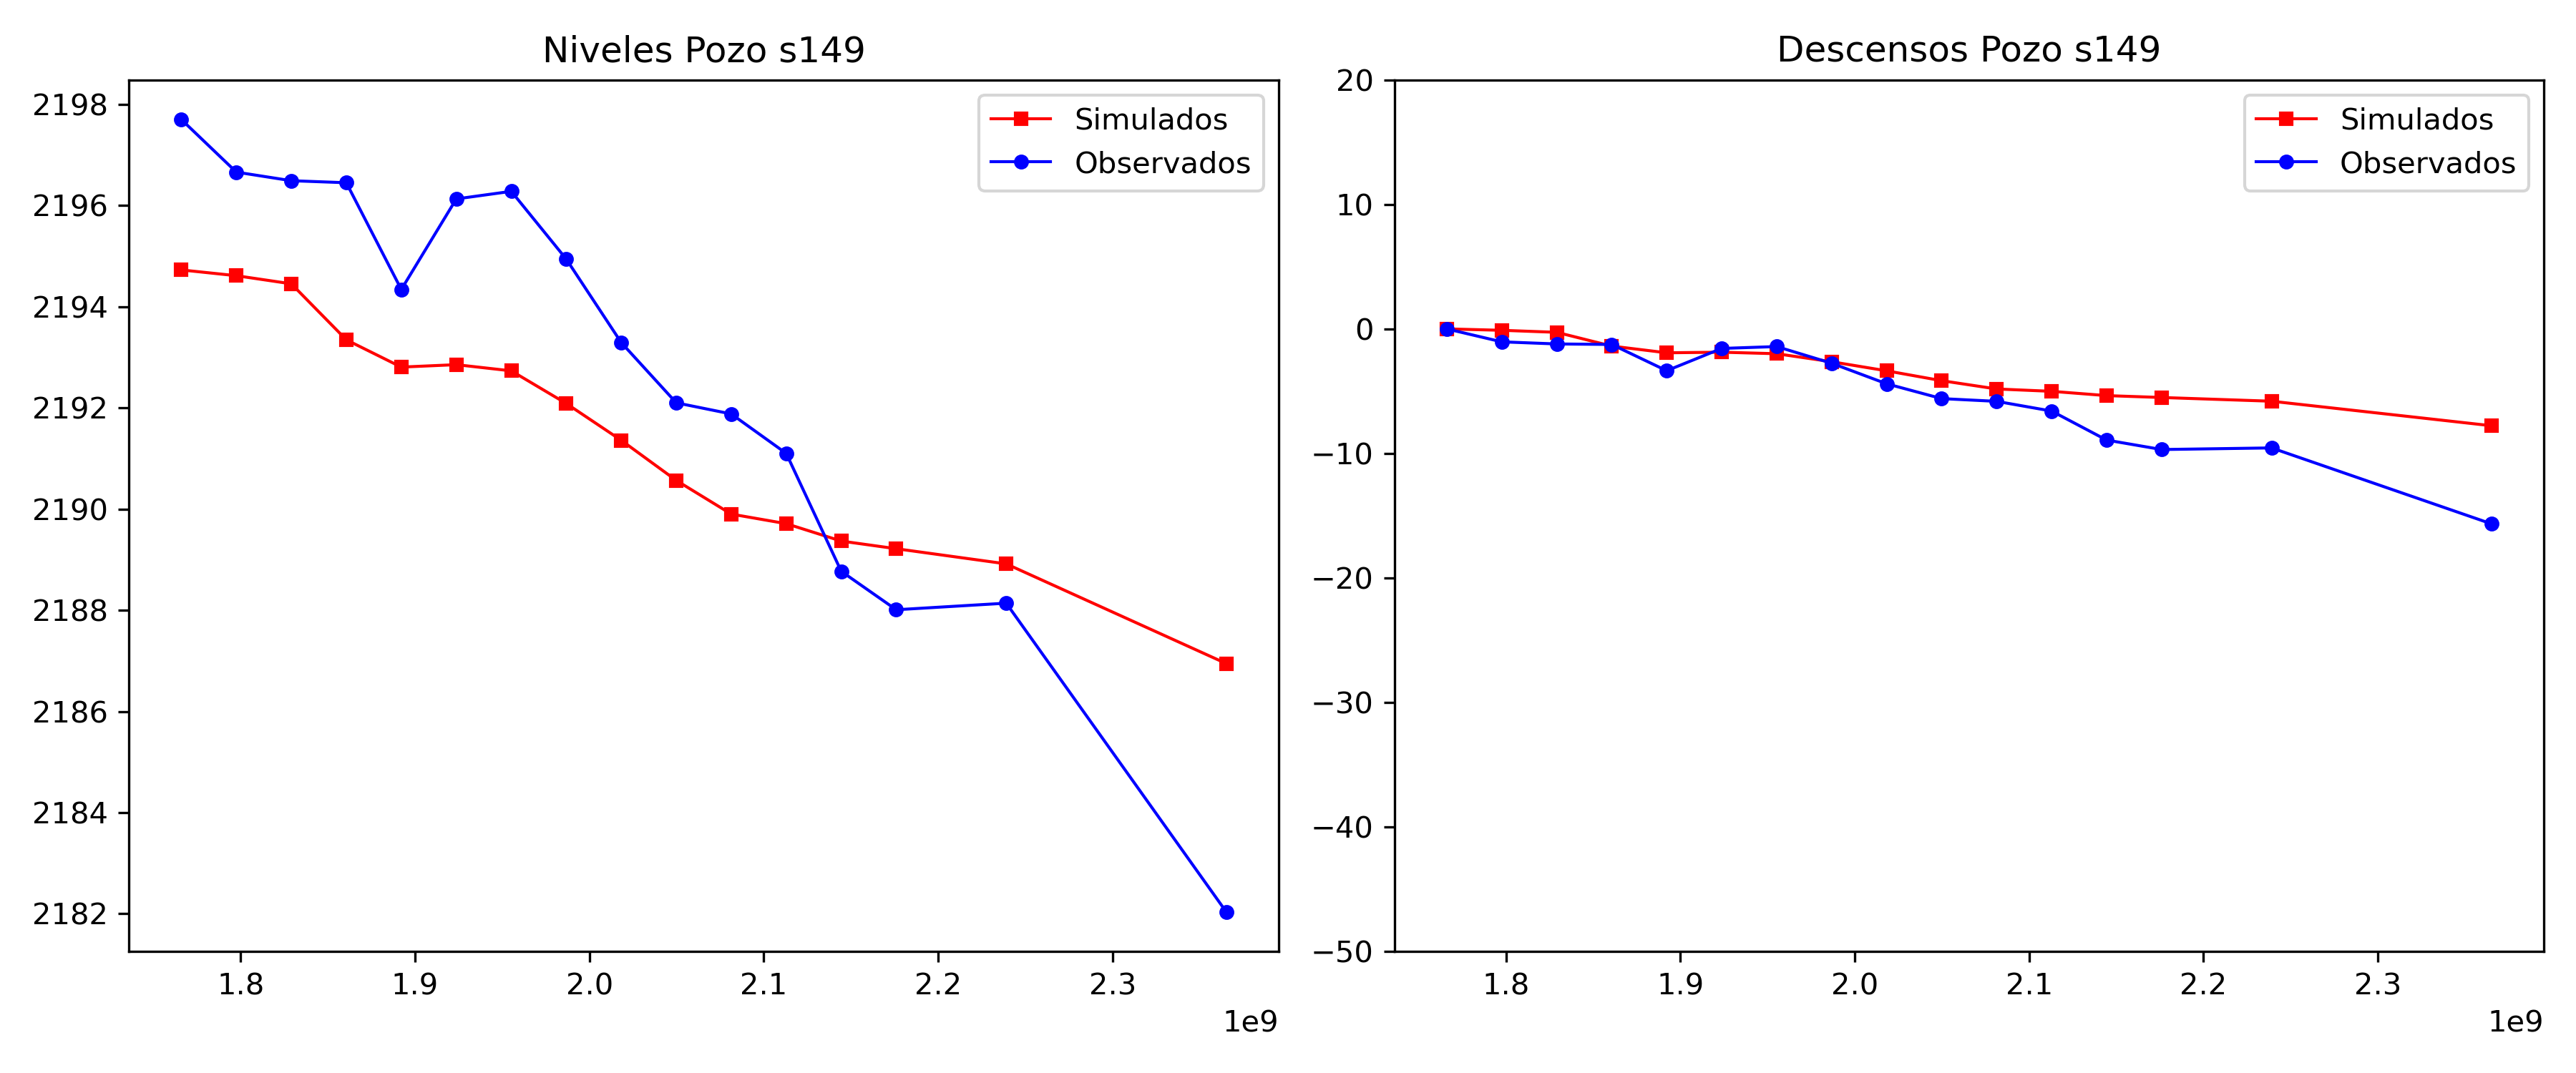 Niveles Pozo s149
Simulados
Observados
2198
2196
2194
2192
2190
2188
2186
2184
2182
1.8 1.9 2.0 2.1 2.2 2.3
1e9
Descensos Pozo s149
Simulados
Observados
20
10
0
−10
−20
−30
−40
−50
1.8 1.9 2.0 2.1 2.2 2.3
1e9